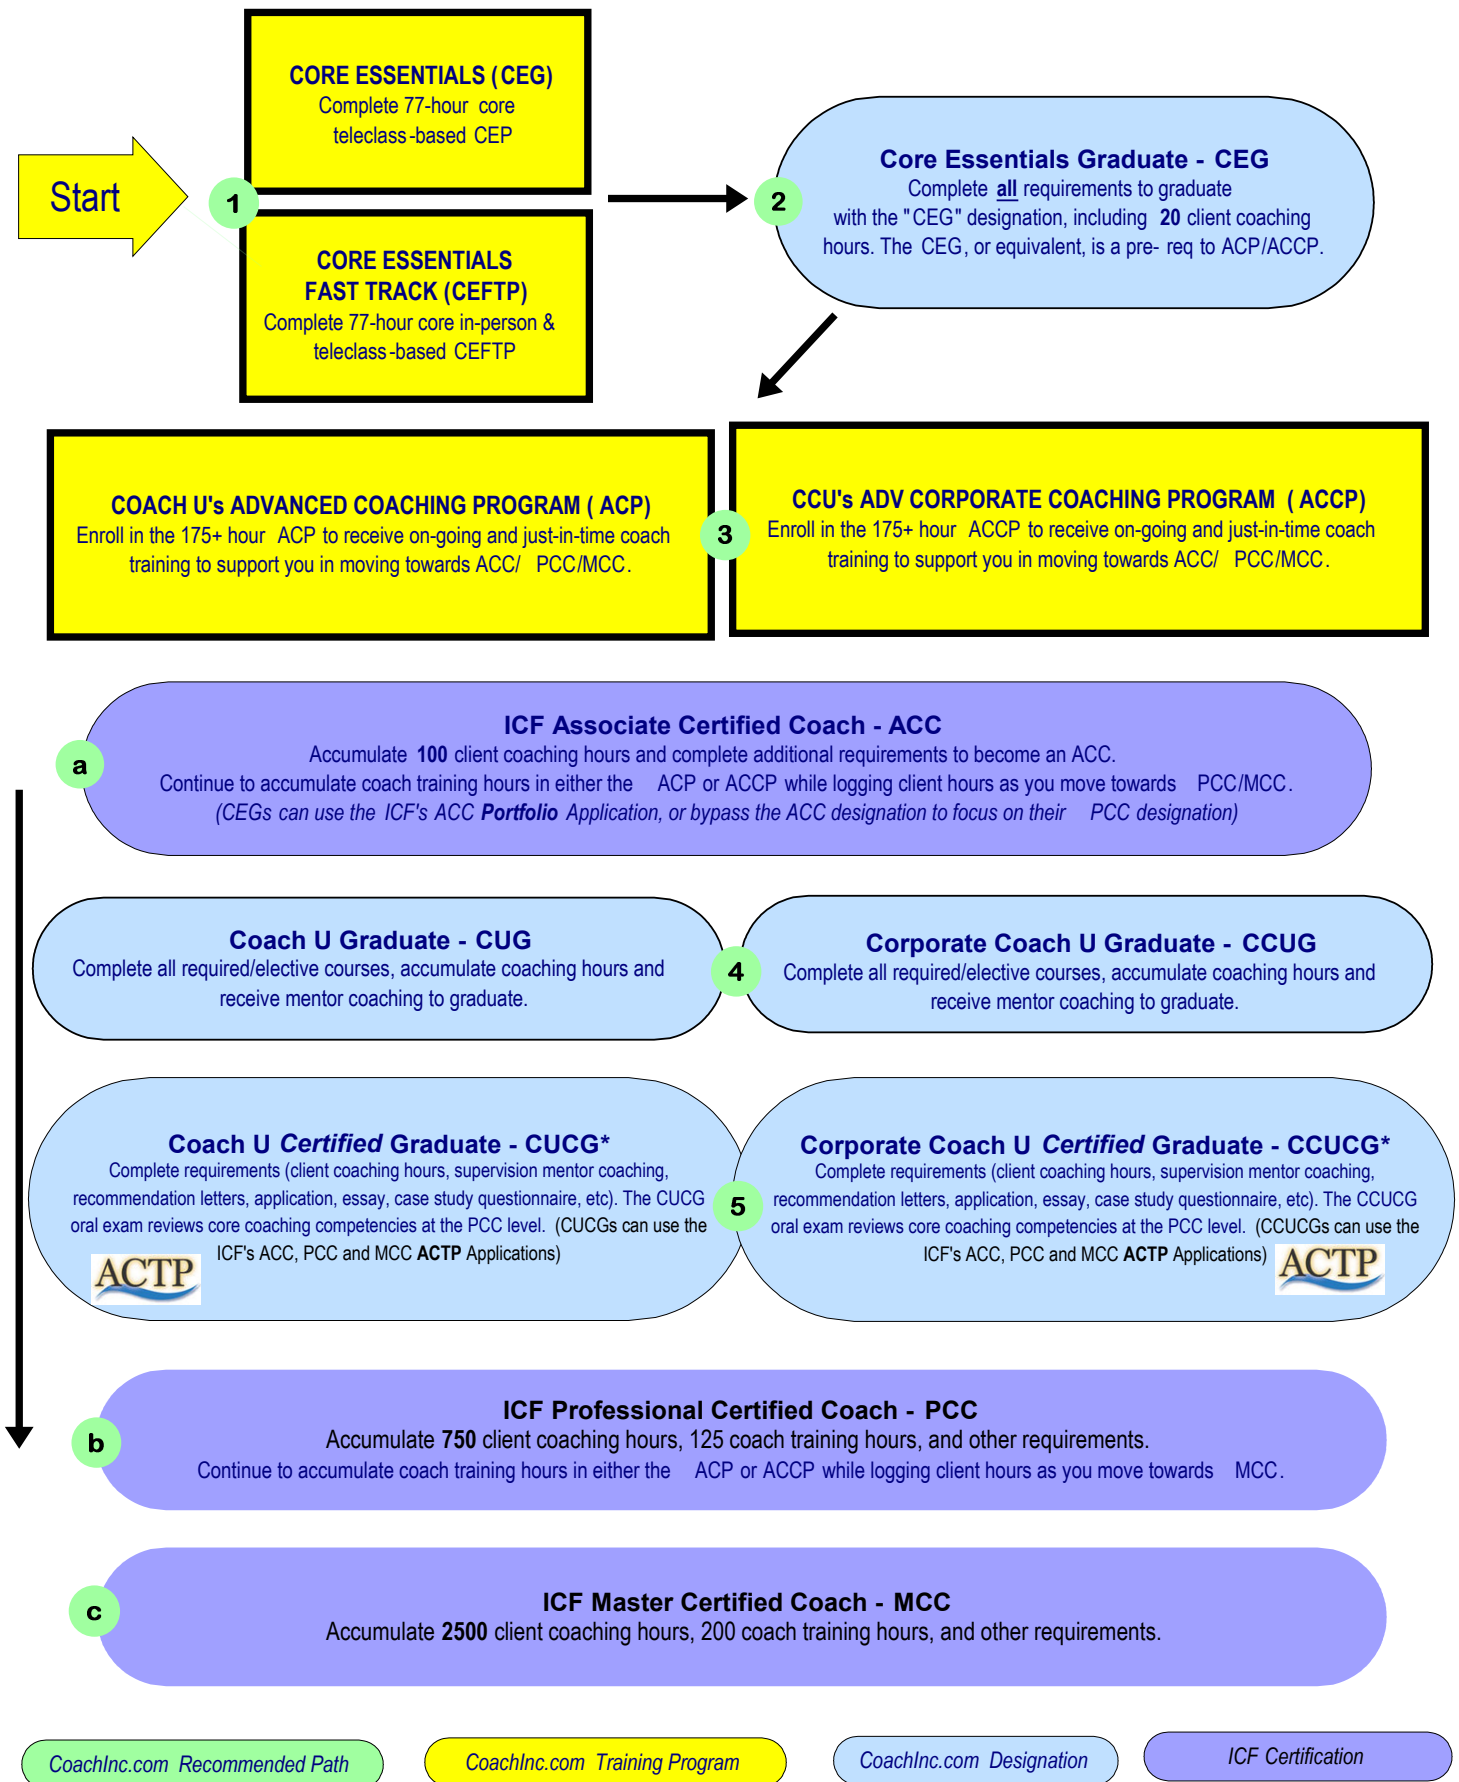 CORE ESSENTIALS (CEG)
Complete 77-hour core
teleclass-based CEP
Start
1
CORE ESSENTIALS
FAST TRACK (CEFTP)
Complete 77-hour core in-person &
teleclass-based CEFTP
2
Core Essentials Graduate - CEG
Complete all requirements to graduate
with the "CEG" designation, including 20 client coaching
hours. The CEG, or equivalent, is a pre- req to ACP/ACCP.
COACH U's ADVANCED COACHING PROGRAM ( ACP)
Enroll in the 175+ hour ACP to receive on-going and just-in-time coach
training to support you in moving towards ACC/ PCC/MCC.
3
CCU's ADV CORPORATE COACHING PROGRAM ( ACCP)
Enroll in the 175+ hour ACCP to receive on-going and just-in-time coach
training to support you in moving towards ACC/ PCC/MCC.
a
ICF Associate Certified Coach - ACC
Accumulate 100 client coaching hours and complete additional requirements to become an ACC.
Continue to accumulate coach training hours in either the ACP or ACCP while logging client hours as you move towards PCC/MCC.
(CEGs can use the ICF's ACC Portfolio Application, or bypass the ACC designation to focus on their PCC designation)
Coach U Graduate - CUG
Complete all required/elective courses, accumulate coaching hours and
receive mentor coaching to graduate.
4
Corporate Coach U Graduate - CCUG
Complete all required/elective courses, accumulate coaching hours and
receive mentor coaching to graduate.
Coach U Certified Graduate - CUCG*
Complete requirements (client coaching hours, supervision mentor coaching,
recommendation letters, application, essay, case study questionnaire, etc). The CUCG
oral exam reviews core coaching competencies at the PCC level. (CUCGs can use the
ICF's ACC, PCC and MCC ACTP Applications)
ACTP
5
Corporate Coach U Certified Graduate - CCUCG*
Complete requirements (client coaching hours, supervision mentor coaching,
recommendation letters, application, essay, case study questionnaire, etc). The CCUCG
oral exam reviews core coaching competencies at the PCC level. (CCUCGs can use the
ICF's ACC, PCC and MCC ACTP Applications)
ACTP
b
ICF Professional Certified Coach - PCC
Accumulate 750 client coaching hours, 125 coach training hours, and other requirements.
Continue to accumulate coach training hours in either the ACP or ACCP while logging client hours as you move towards MCC.
c
ICF Master Certified Coach - MCC
Accumulate 2500 client coaching hours, 200 coach training hours, and other requirements.
CoachInc.com Recommended Path
CoachInc.com Training Program
CoachInc.com Designation
ICF Certification